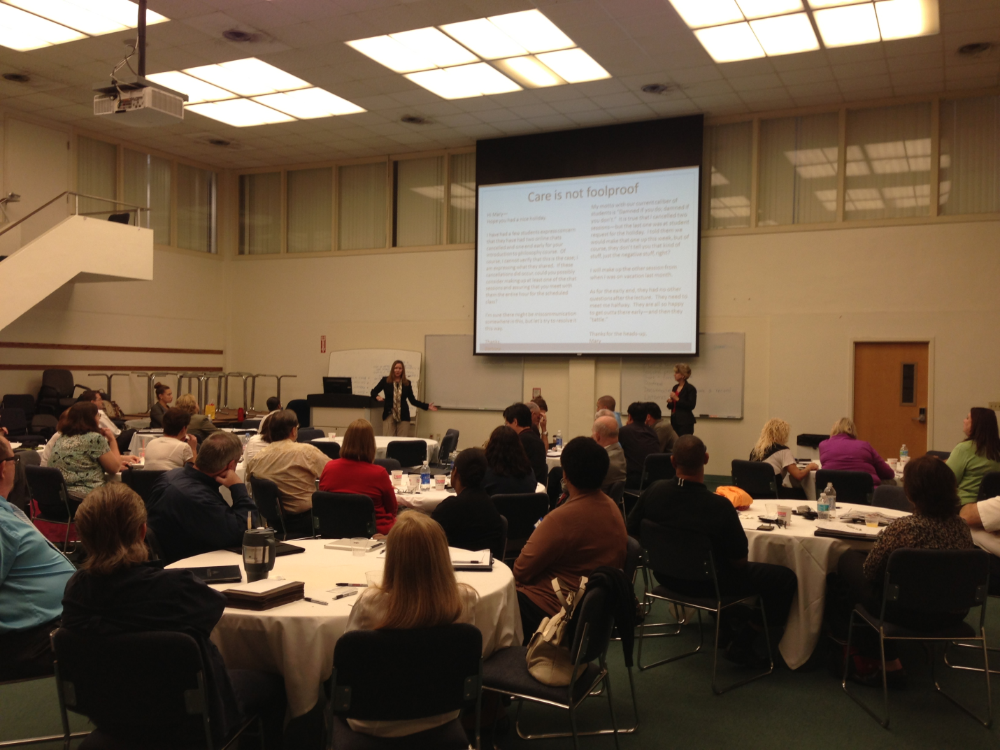 Care is not foolproof
Hi Mary—
Hope you had a nice holiday.
I have had a few students express concern
that they have had two online chats
cancelled and one end early for your
introduction to philosophy course. Of
course, I cannot verify that this is the case; I
am expressing what they shared. If these
cancellations did occur, could you possibly
consider making up at least one of the chat
sessions and assuring that you meet with
them the entire hour for the scheduled
class?
I'm sure there might be miscommunication
somewhere in this, but let's try to resolve it
this way.
Thanks,
My motto with our current caliber of
students is "Damned if you do; damned if
you don't." It is true that I cancelled two
sessions—but the last one was at student
request for the holiday. I told them we
would make that one up this week, but of
course, they don't tell you that kind of
stuff, just the negative stuff, right?
I will make up the other session from
when I was on vacation last month.
As for the early end, they had no other
question after the lecture. They need to
meet me halfway. They are all so happy
to get outta there early—and then they
"tattle."
Thanks for the heads up.
Mary